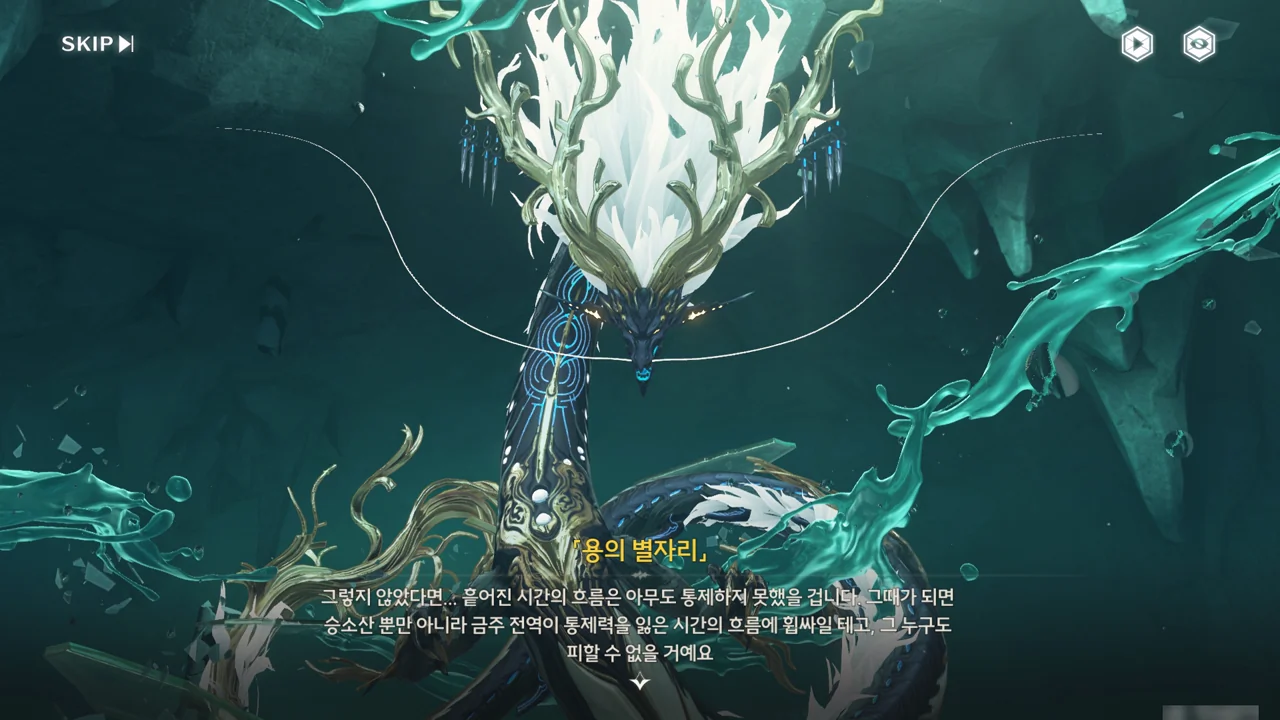 SKIP
「용의 별자리」
그렇지 않았다면... 흩어진 시간의 흐름은 아무도 통제하지 못했을 겁니다. 그때가 되면
승소산 뿐만 아니라 금주 전역이 통제력을 잃은 시간의 흐름에 휩싸일 테고, 그 누구도
피할 수 없을 거예요